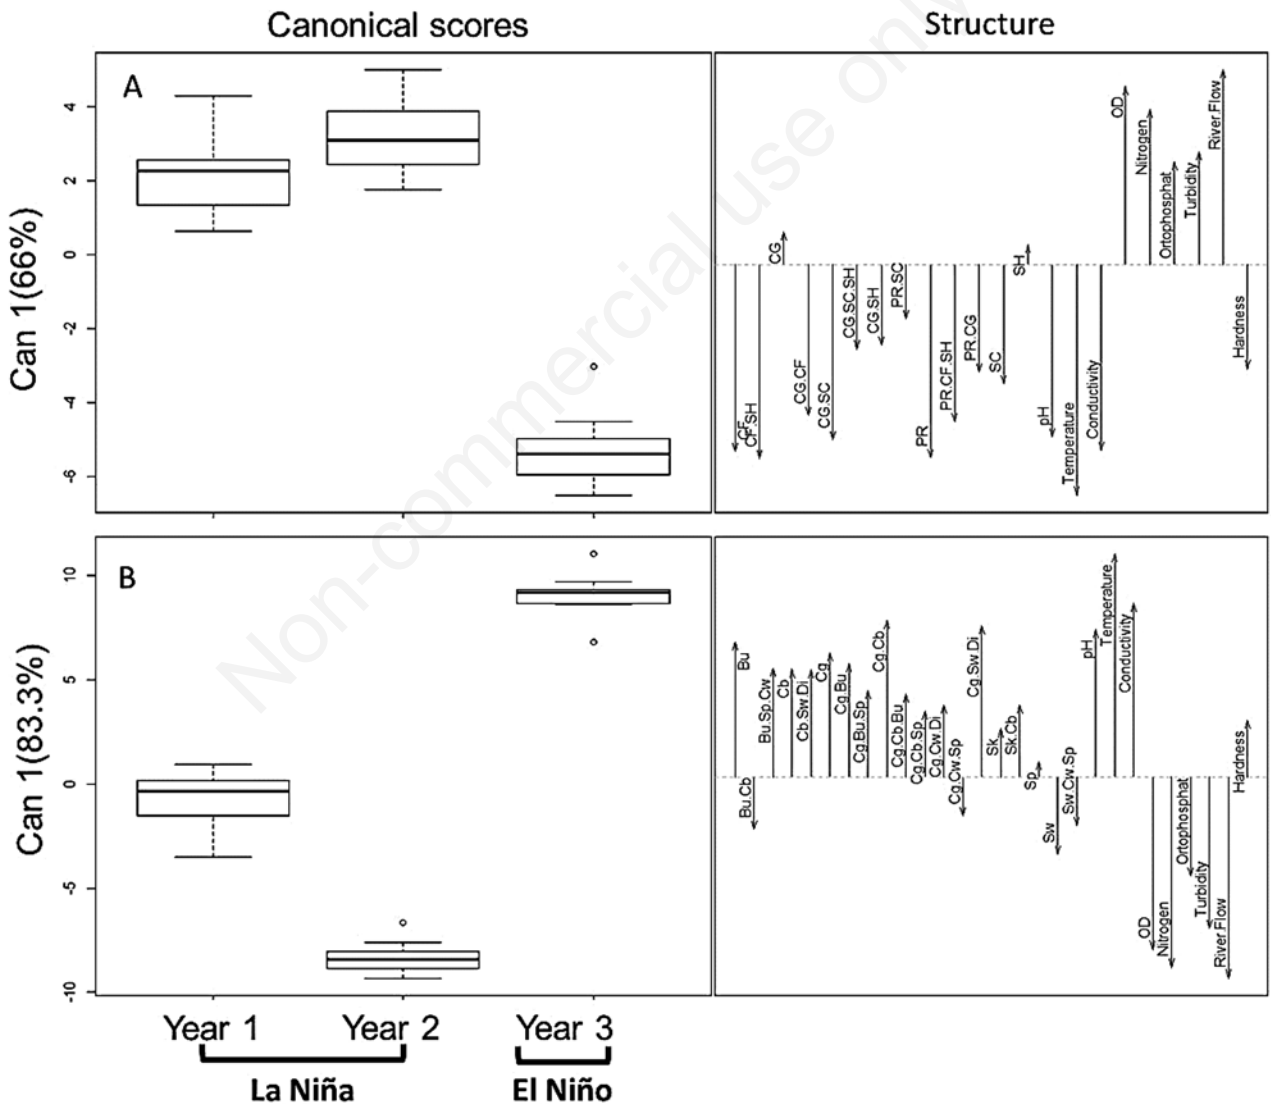 Canonical scores
Structure
A
Can 1(66%)
4
2
0
-2
-4
-6
CF
CF.SH
CG
CG.CF
CG.SC
CG.SC.SH
CG.SH
PR.SC
PR
PR.CF.SH
PR.CG
SC
SH
pH
Temperature
Conductivity
OD
Nitrogen
Ortophosphat
Turbidity
River.Flow
Hardness
B
Can 1(83.3%)
10
5
0
-5
-10
Bu
Bu.Cb
Bu.Sp.Cw
Cb
Cb.Sw.Di
Cg
Cg.Bu
Cg.Bu.Sp
Cg.Cb
Cg.Cb.Bu
Cg.Cb.Sp
Cg.Cw.Di
Cg.Cw.Sp
Cg.Sw.Di
Sk
Sk.Cb
Sp
Sw
Sw.Cw.Sp
pH
Temperature
Conductivity
OD
Nitrogen
Ortophosphat
Turbidity
River.Flow
Hardness
Year 1
Year 2
Year 3
La Niña
El Niño
Non-commercial use only